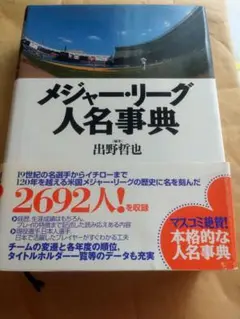 メジャー・リーグ
人名事典
出野哲也
19世紀の名選手からイチローまで
120年を超える米国メジャー・リーグの歴史に名を刻んだ
2692人!を収録
チームの変遷と各年度の順位、
タイトルホルダー一覧等のデータも充実
マスコミ絶賛!
本格的な
人名事典